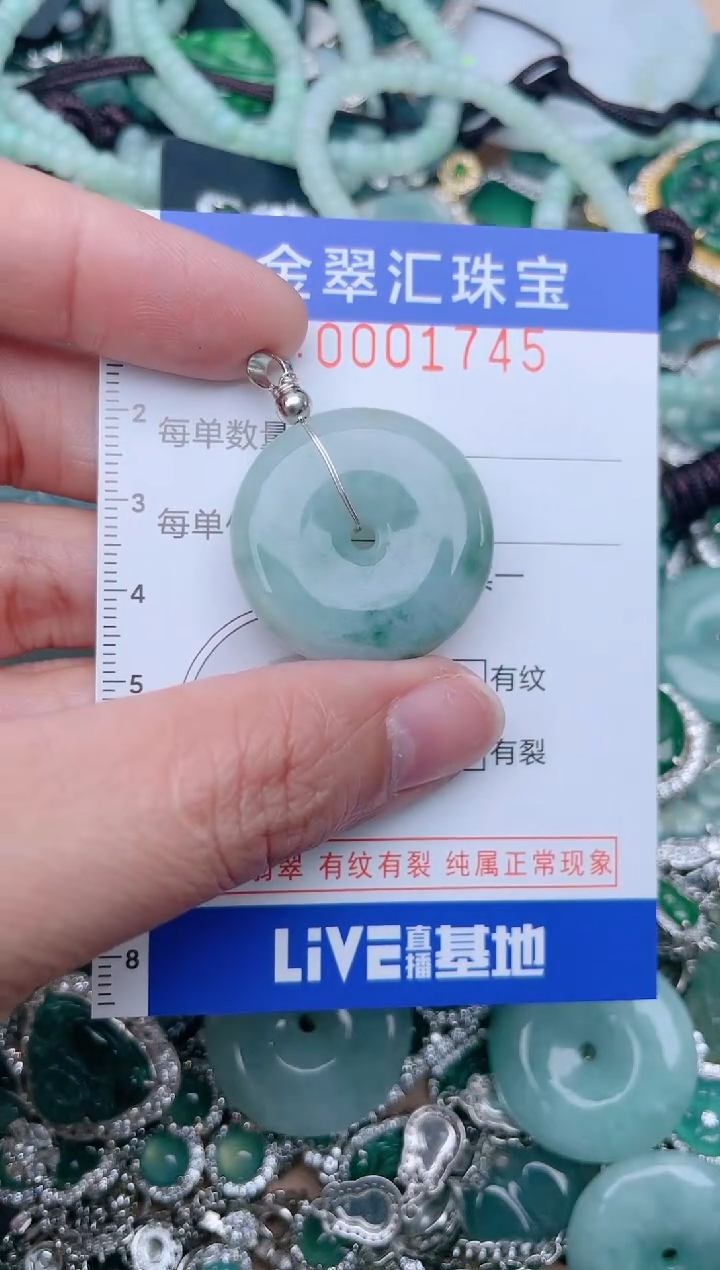 金翠汇珠宝
0001745
2
每单数量
3
每单
4
5
有纹
有裂
翡翠 有纹有裂 纯属正常现象
8
LiVE直播基地